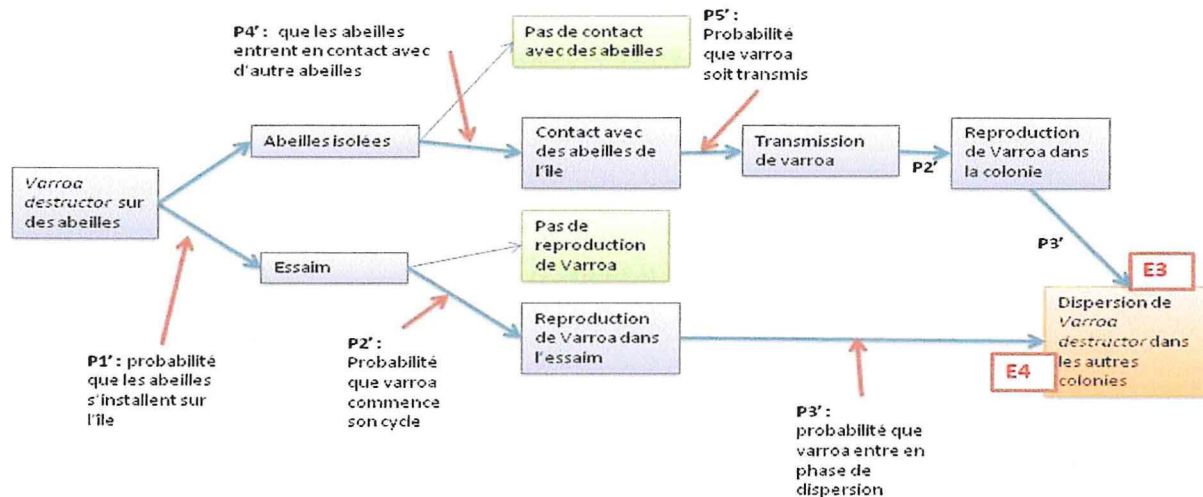 P4' : que les abeilles
entrent en contact avec
d'autre abeilles
Pas de contact
avec des abeilles
P5' :
Probabilité
que varroa
soit transmis
Abeilles isolées
Contact avec
des abeilles de
l'île
Transmission
de varroa
P2'
Reproduction
de Varroa dans
la colonie
Varroa
destructor sur
des abeilles
Pas de
reproduction
de Varroa
P3'
E3
Essaim
Dispersion de
Varroa
destructor dans
les autres
colonies
E4
Reproduction
de Varroa dans
l'essaim
P1' : probabilité
que les abeilles
s'installent sur
l'île
P2' :
Probabilité
que varroa
commence
son cycle
P3' :
probabilité que
varroa entre en
phase de
dispersion